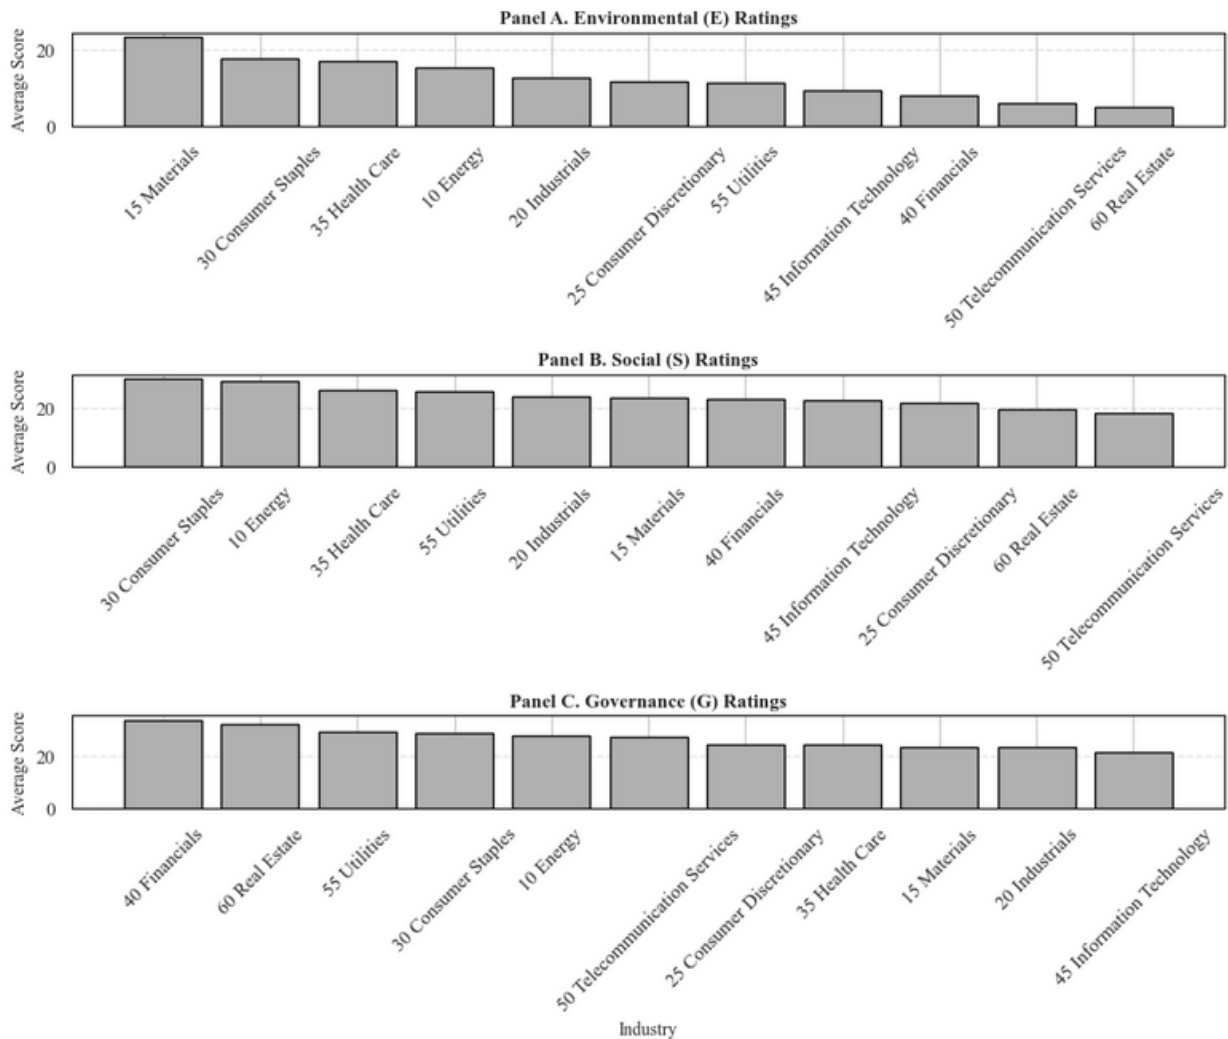 Panel A. Environmental (E) Ratings
Average Score
20
0
15 Materials
30 Consumer Staples
35 Health Care
10 Energy
20 Industrials
25 Consumer Discretionary
55 Utilities
45 Information Technology
40 Financials
50 Telecommunication Services
60 Real Estate
Panel B. Social (S) Ratings
Average Score
20
0
30 Consumer Staples
10 Energy
35 Health Care
55 Utilities
20 Industrials
15 Materials
40 Financials
45 Information Technology
25 Consumer Discretionary
60 Real Estate
50 Telecommunication Services
Panel C. Governance (G) Ratings
Average Score
20
0
40 Financials
60 Real Estate
55 Utilities
30 Consumer Staples
10 Energy
50 Telecommunication Services
25 Consumer Discretionary
35 Health Care
15 Materials
20 Industrials
45 Information Technology
Industry